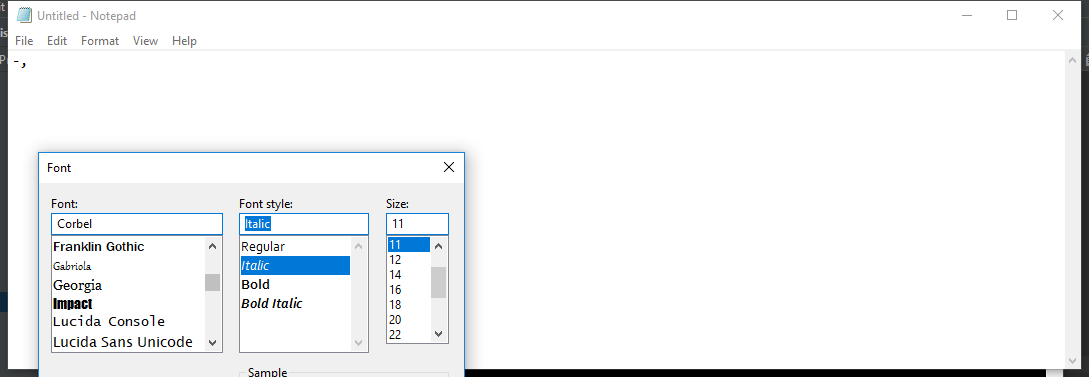 Untitled - Notepad
File Edit Format View Help
-,
Font
Font: Font style: Size:
Corbel Italic 11
Franklin Gothic Regular 11
Gabriola Italic 12
Georgia Bold 14
Impact Bold Italic 16
Lucida Console 18
Lucida Sans Unicode 20
22
Sample